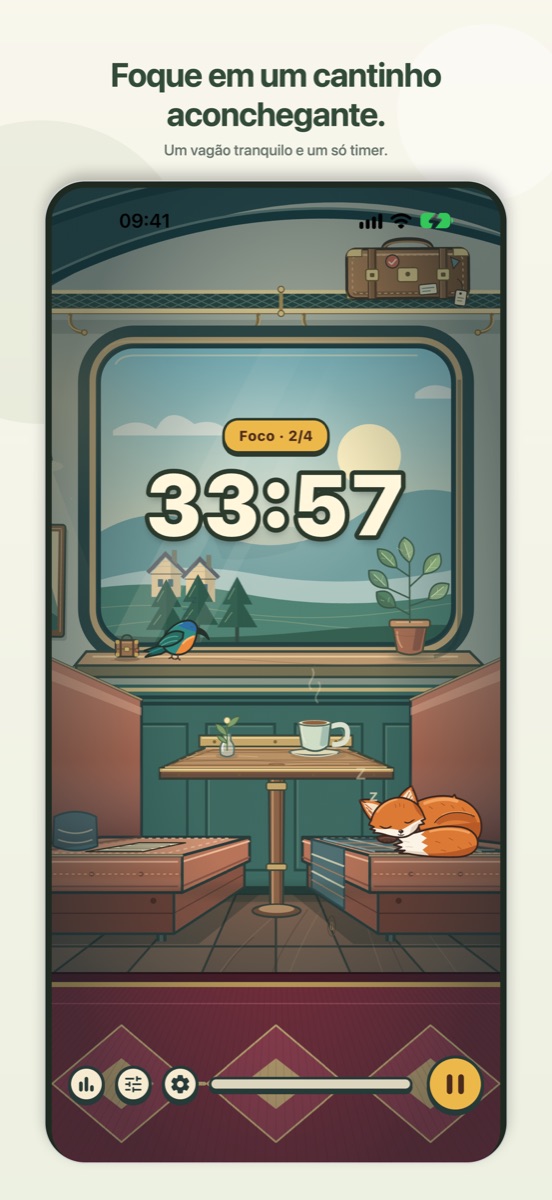 Foque em um cantinho
aconchegante.
Um vagão tranquilo e um só timer.
09:41
Foco · 2/4
33:57
z
z